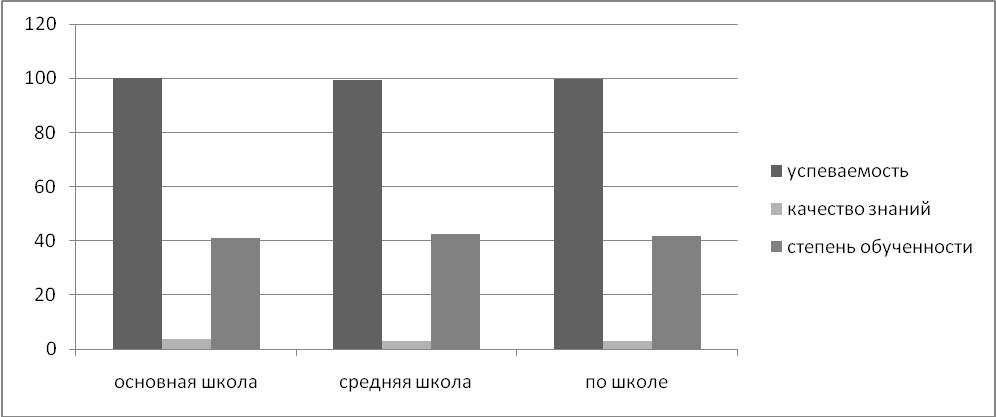 120
100
80
60
40
20
0
основная школа
средняя школа
по школе
успеваемость
качество знаний
степень обученности